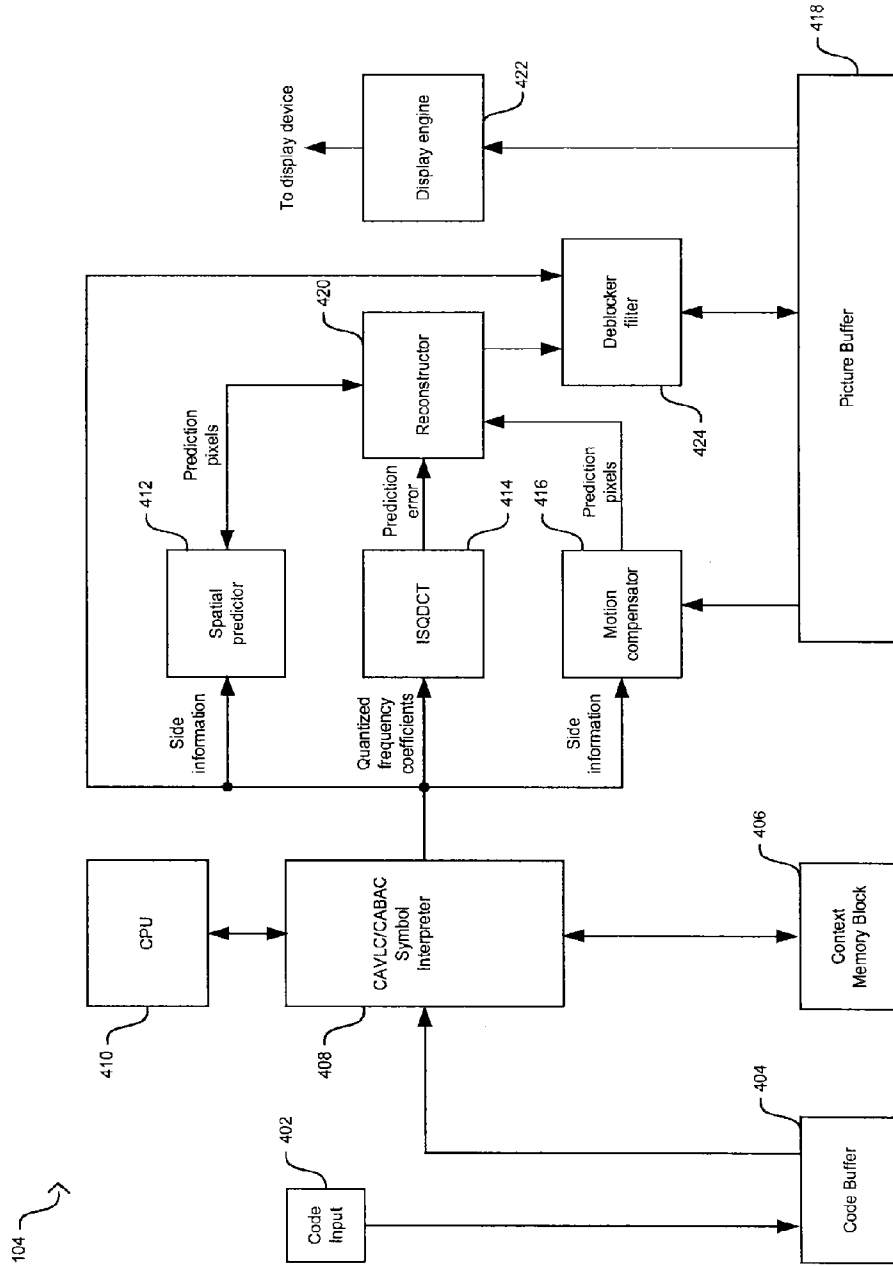 104
402
Code
Input
Code Buffer
404
CPU
410
CAVLC/CABAC
Symbol
Interpreter
408
Context
Memory Block
406
Side
information
Quantized
frequency
coefficients
Side
information
412
Spatial
predictor
Prediction
pixels
ISQDCT
414
Prediction
error
416
Motion
compensator
Prediction
pixels
420
Reconstructor
Deblocker
filter
424
To display device
Display engine
422
Picture Buffer
418